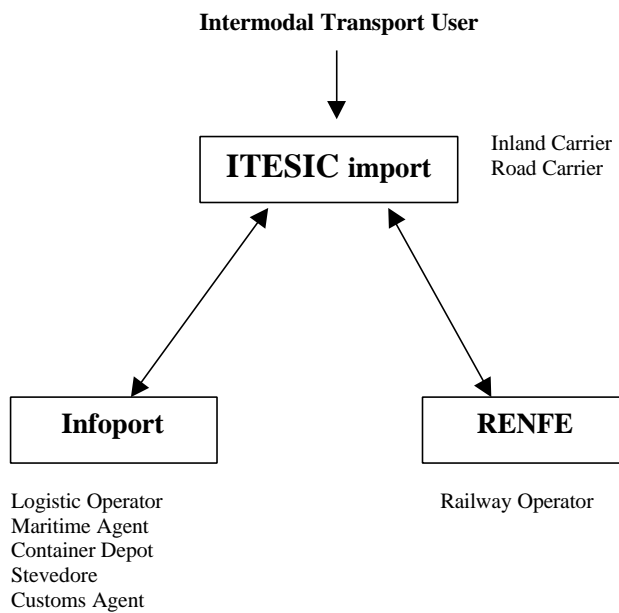 Intermodal Transport User
ITESIC import
Inland Carrier
Road Carrier
Infoport
RENFE
Logistic Operator
Maritime Agent
Container Depot
Stevedore
Customs Agent
Railway Operator